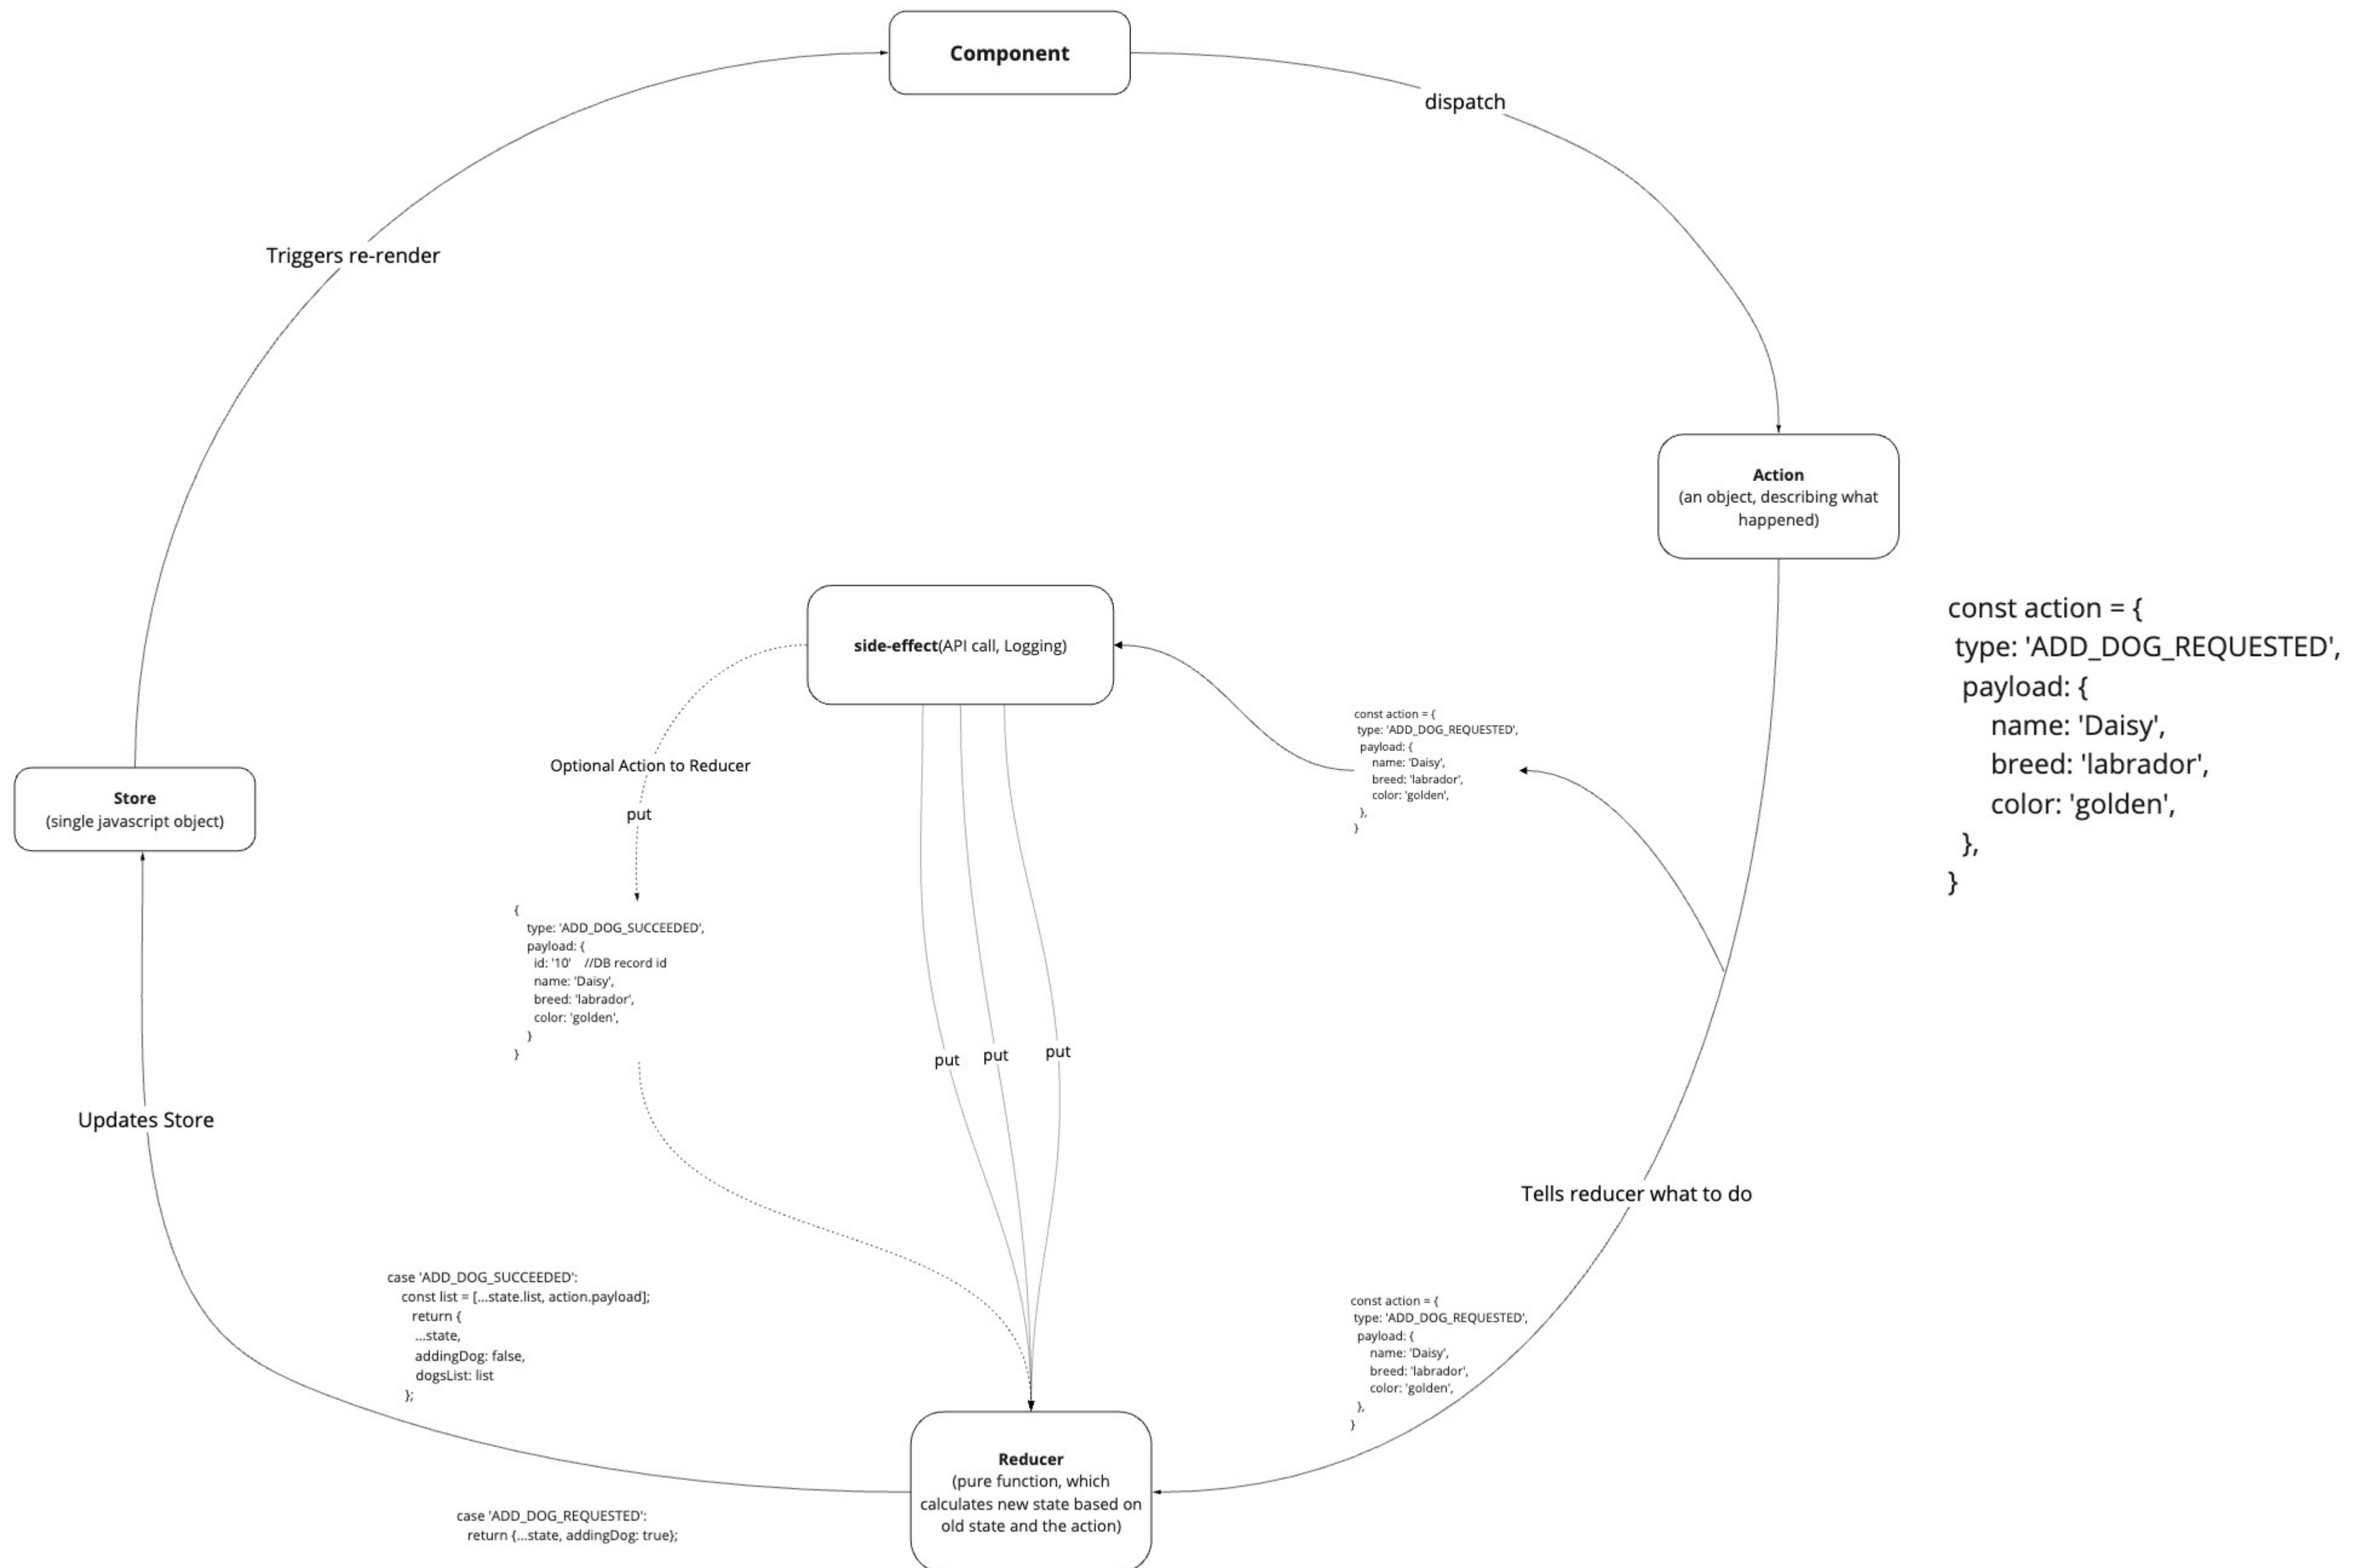 Component
dispatch
Triggers re-render
Action
(an object, describing what
happened)
const action = {
type: 'ADD_DOG_REQUESTED',
payload: {
name: 'Daisy',
breed: 'labrador',
color: 'golden',
},
}
side-effect(API call, Logging)
const action = {
type: 'ADD_DOG_REQUESTED',
payload: {
name: 'Daisy',
breed: 'labrador',
color: 'golden',
},
}
Optional Action to Reducer
put
Store
(single javascript object)
{
type: 'ADD_DOG_SUCCEEDED',
payload: {
id: '10' //DB record id
name: 'Daisy',
breed: 'labrador',
color: 'golden',
}
}
put
put
put
Updates Store
Tells reducer what to do
case 'ADD_DOG_SUCCEEDED':
const list = [...state.list, action.payload];
return {
...state,
addingDog: false,
dogsList: list
};
const action = {
type: 'ADD_DOG_REQUESTED',
payload: {
name: 'Daisy',
breed: 'labrador',
color: 'golden',
},
}
Reducer
(pure function, which
calculates new state based on
old state and the action)
case 'ADD_DOG_REQUESTED':
return {...state, addingDog: true};